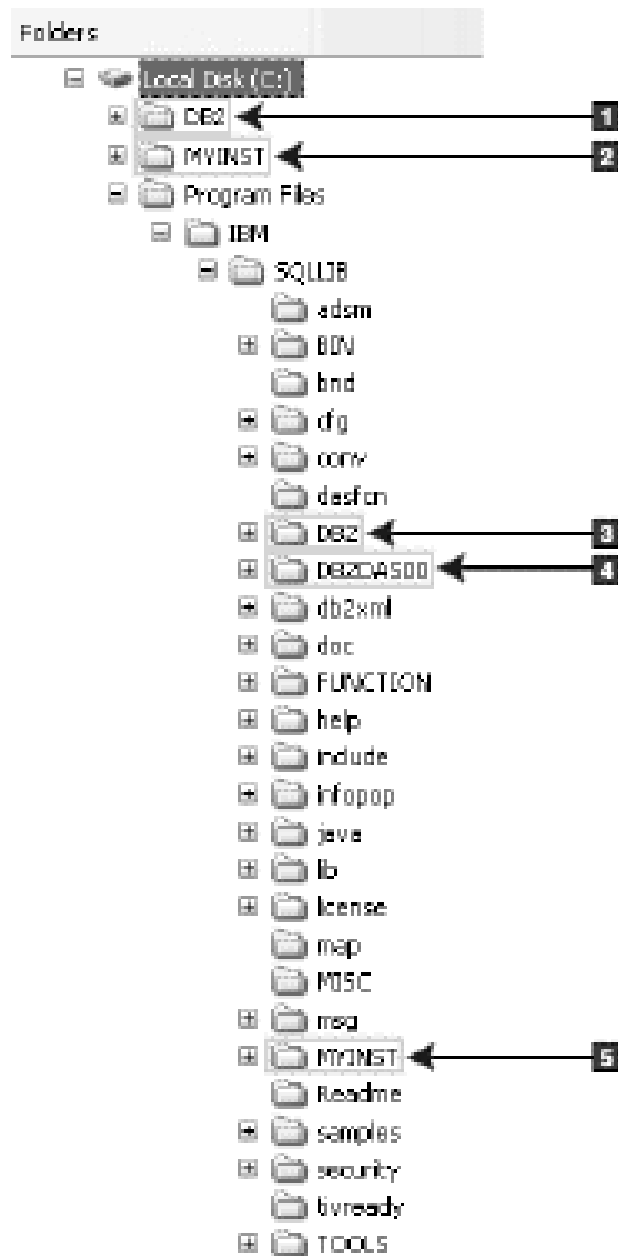 Folders
Local Disk (C:)
DB2 1
MYINST 2
Program Files
IBM
SQLLIB
adsm
BIN
bnd
cfg
conv
dasfcn
DB2 3
DB2DAS00 4
db2xml
doc
FUNCTION
help
include
infopop
java
lib
license
map
MISC
msg
MYINST 5
Readme
samples
security
tivready
TOOLS